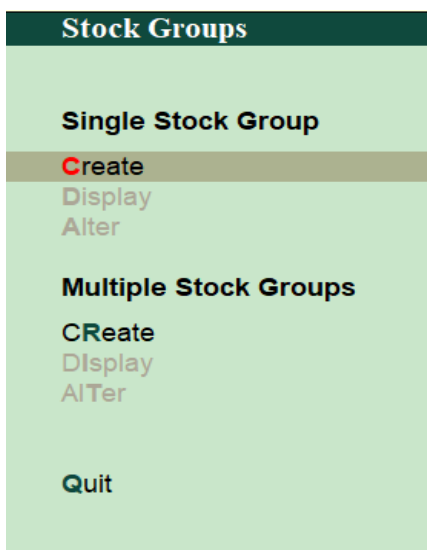 Stock Groups
Single Stock Group
Create
Display
Alter
Multiple Stock Groups
CReate
DIsplay
AlTer
Quit